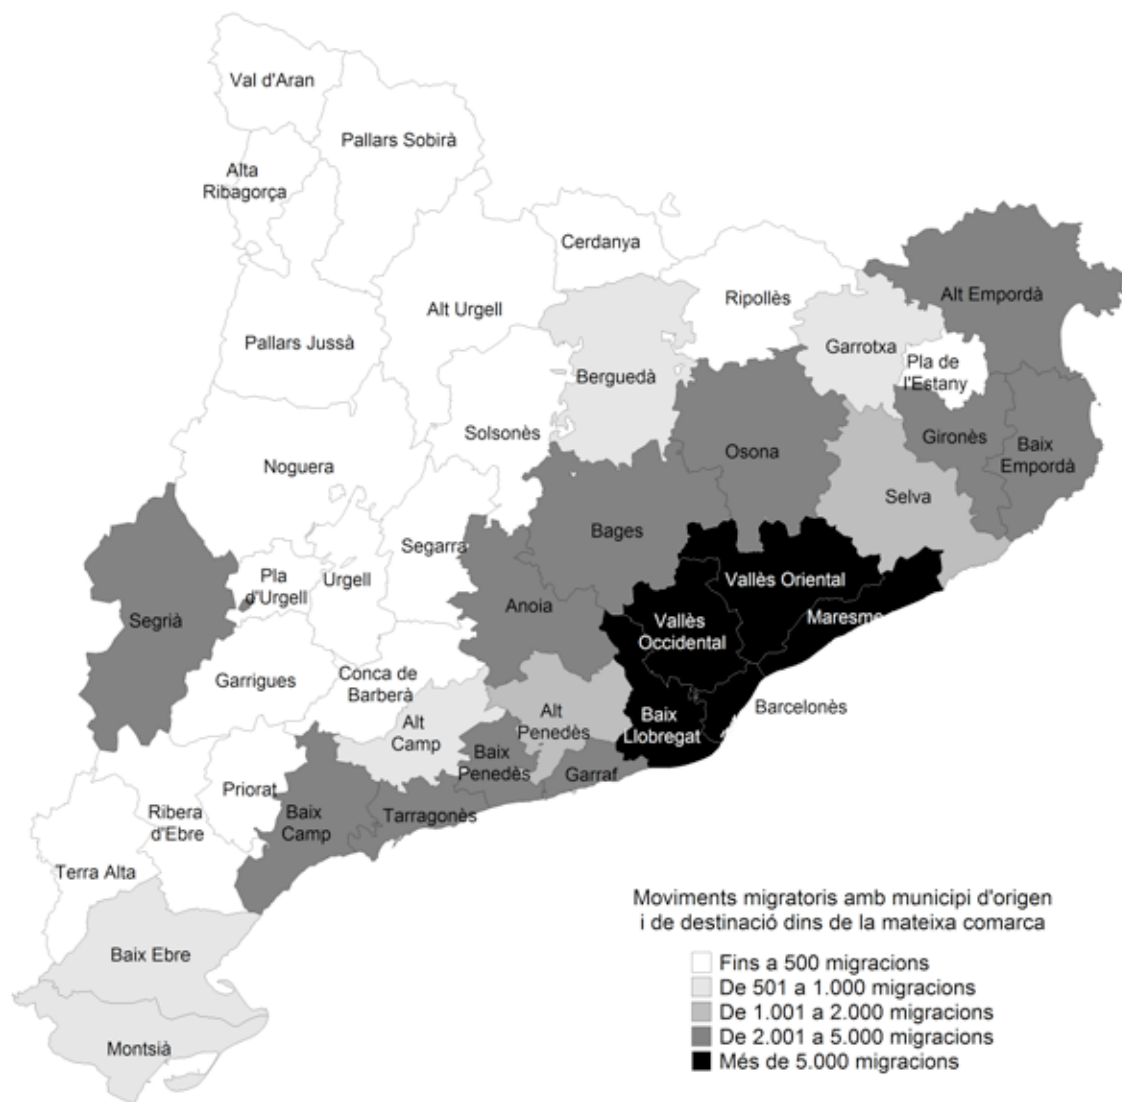 Val d'Aran
Pallars Sobirà
Alta
Ribagorça
Cerdanya
Ripollès
Alt Empordà
Alt Urgell
Pallars Jussà
Garrotxa
Pla de
l'Estany
Berguedà
Solsonès
Osona
Gironès
Baix
Empordà
Noguera
Selva
Bages
Segarra
Pla
d'Urgell
Urgell
Vallès Oriental
Anoia
Maresme
Segrià
Vallès
Occidental
Garrigues
Conca de
Barberà
Barcelonès
Alt
Camp
Alt
Penedès
Baix
Llobregat
Baix
Penedès
Garraf
Priorat
Ribera
d'Ebre
Baix
Camp
Tarragonès
Terra Alta
Baix Ebre
Montsià
Moviments migratoris amb municipi d'origen
i de destinació dins de la mateixa comarca
Fins a 500 migracions
De 501 a 1.000 migracions
De 1.001 a 2.000 migracions
De 2.001 a 5.000 migracions
Més de 5.000 migracions